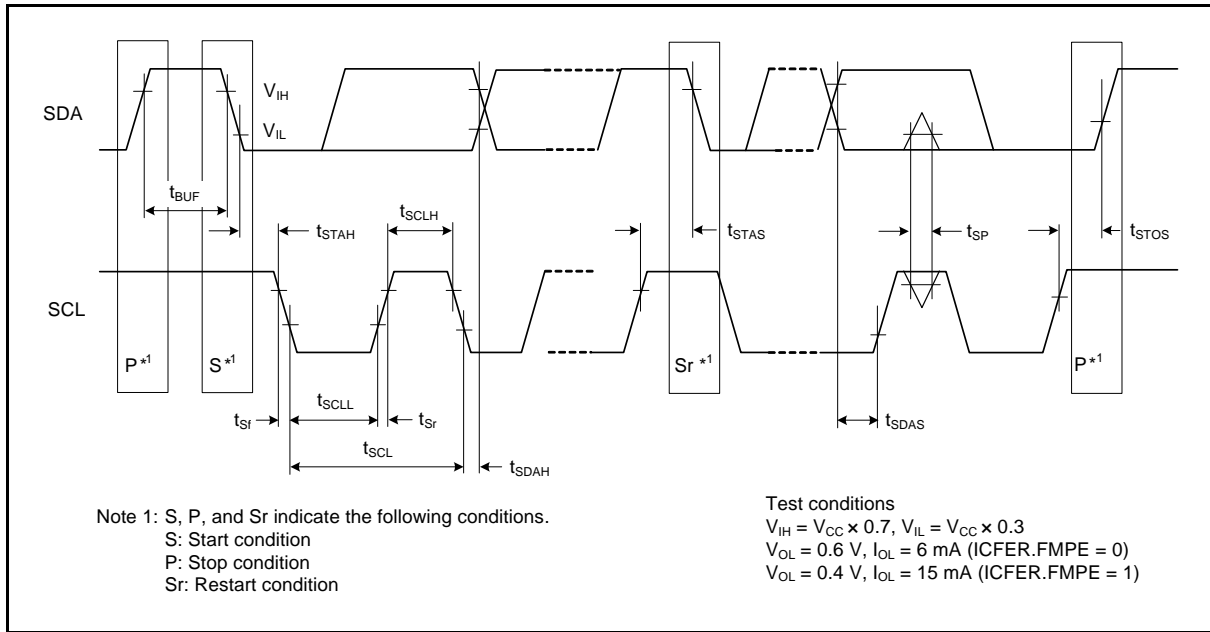 SDA
V_IH
V_IL
t_BUF
t_STAH
t_SCLH
t_STAS
t_SP
t_STOS
SCL
P*1
S*1
Sr*1
P*1
t_Sf
t_SCLL
t_Sr
t_SCL
t_SDAH
t_SDAS
Note 1: S, P, and Sr indicate the following conditions.
S: Start condition
P: Stop condition
Sr: Restart condition
Test conditions
V_IH = V_CC × 0.7, V_IL = V_CC × 0.3
V_OL = 0.6 V, I_OL = 6 mA (ICFER.FMPE = 0)
V_OL = 0.4 V, I_OL = 15 mA (ICFER.FMPE = 1)